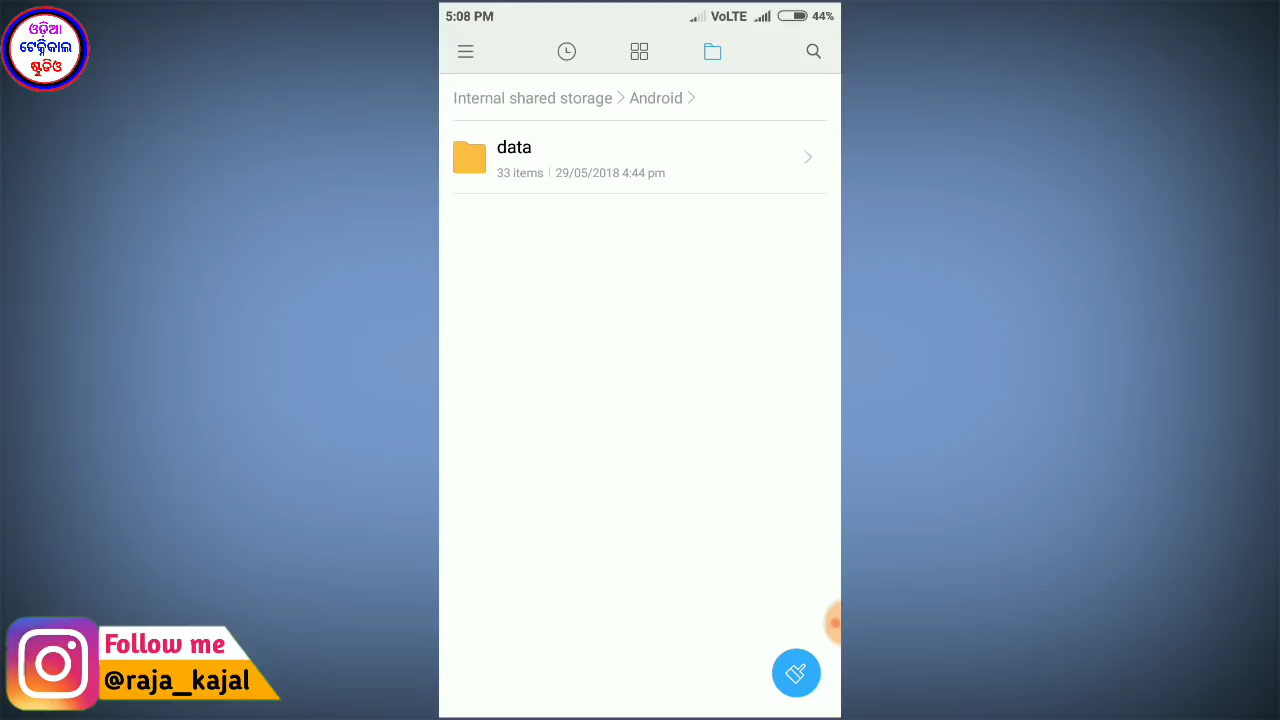 ଓଡ଼ିଆ
ଟେକ୍ନିକାଲ
ଷ୍ଟୁଡିଓ
5:08 PM VoLTE 44%
Internal shared storage > Android >
data
33 items | 29/05/2018 4:44 pm
Follow me
@raja_kajal